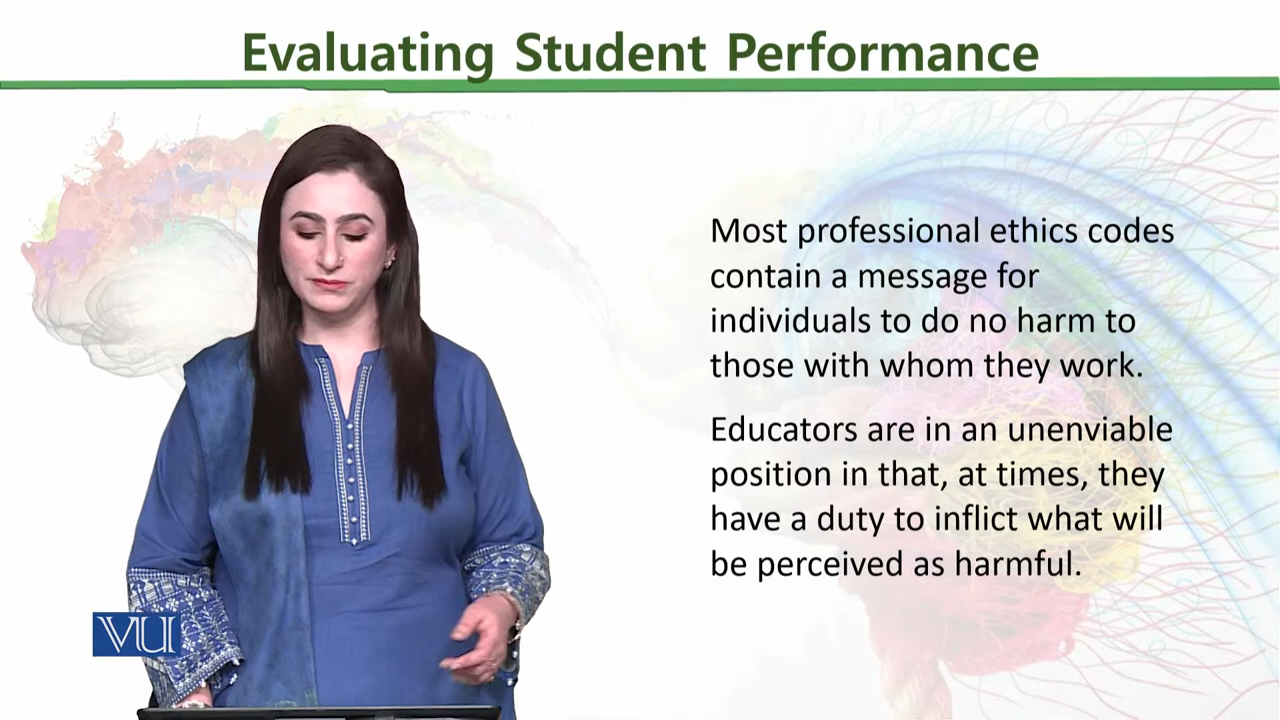 Evaluating Student Performance
Most professional ethics codes
contain a message for
individuals to do no harm to
those with whom they work.
Educators are in an unenviable
position in that, at times, they
have a duty to inflict what will
be perceived as harmful.
VU